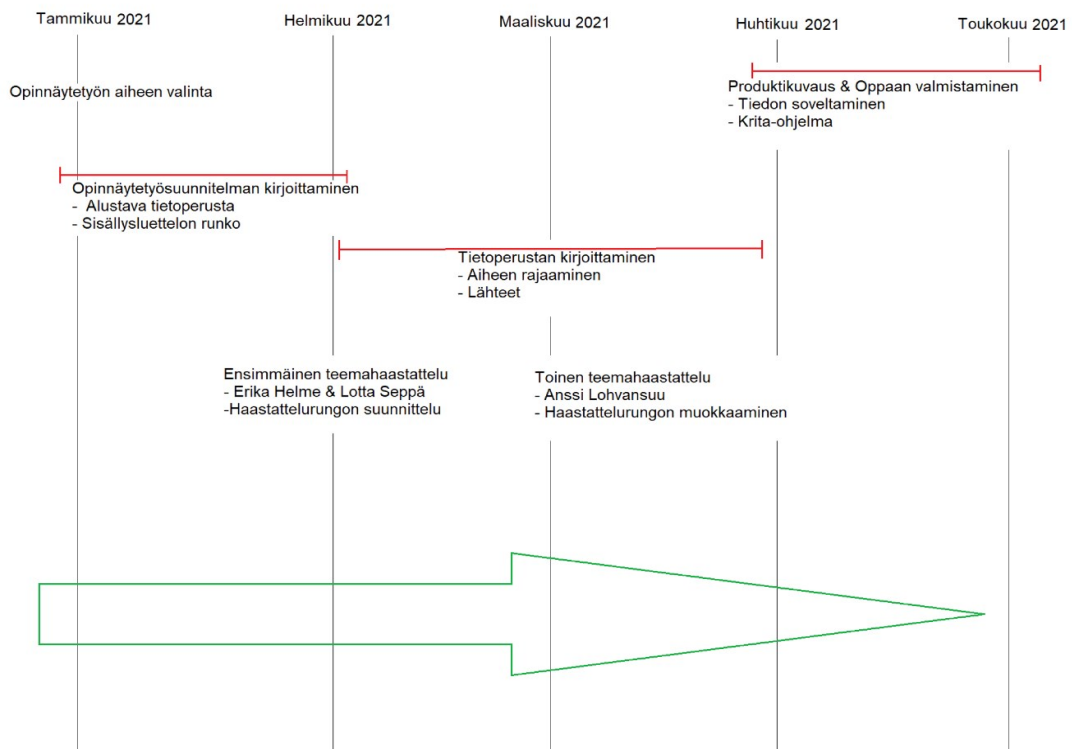 Tammikuu 2021
Helmikuu 2021
Maaliskuu 2021
Huhtikuu 2021
Toukokuu 2021
Opinnäytetyön aiheen valinta
Produktikuvaus & Oppaan valmistaminen
- Tiedon soveltaminen
- Krita-ohjelma
Opinnäytetyösuunnitelman kirjoittaminen
- Alustava tietoperusta
- Sisällysluettelon runko
Tietoperustan kirjoittaminen
- Aiheen rajaaminen
- Lähteet
Ensimmäinen teemahaastattelu
- Erika Helme & Lotta Seppä
-Haastattelurungon suunnittelu
Toinen teemahaastattelu
- Anssi Lohvansuu
- Haastattelurungon muokkaaminen